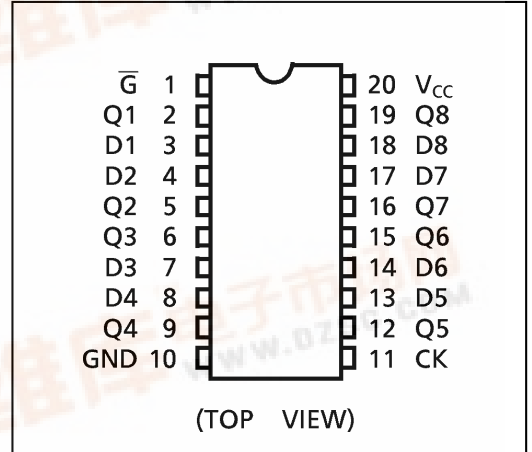 G̅ 1 20 V_CC
Q1 2 19 Q8
D1 3 18 D8
D2 4 17 D7
Q2 5 16 Q7
Q3 6 15 Q6
D3 7 14 D6
D4 8 13 D5
Q4 9 12 Q5
GND 10 11 CK
(TOP VIEW)